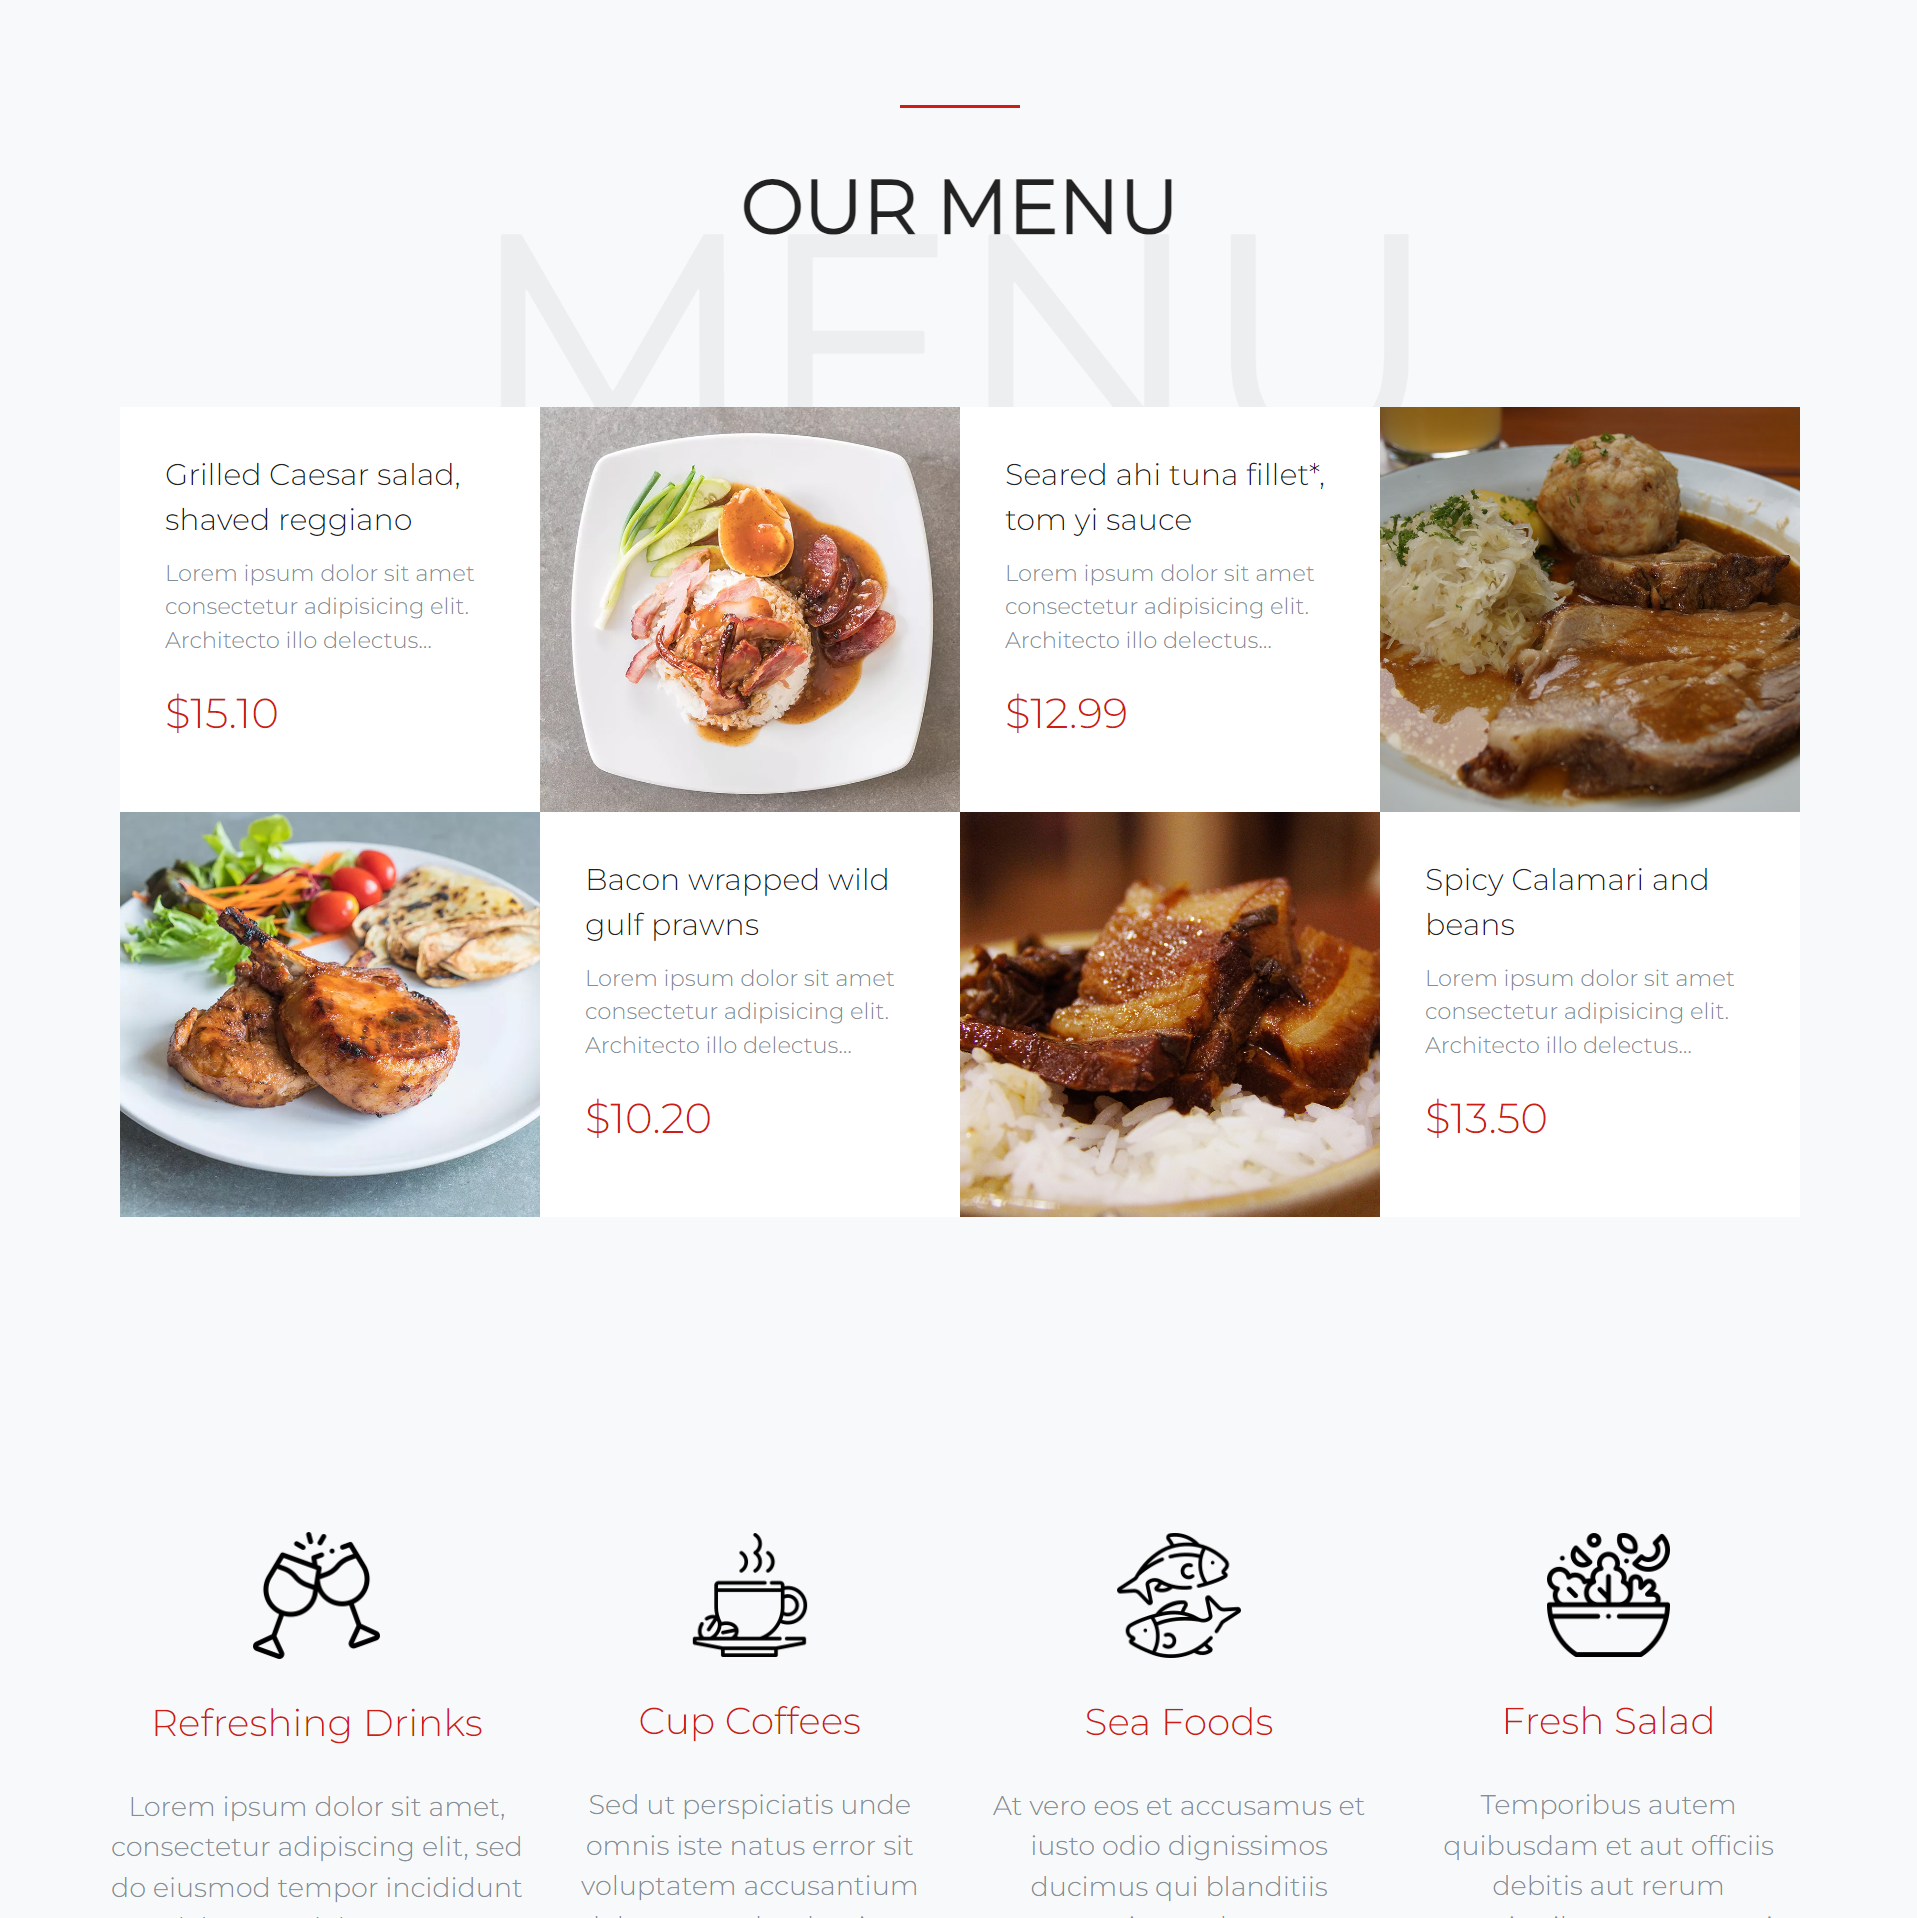 OUR MENU
MENU
Grilled Caesar salad,
shaved reggiano
Lorem ipsum dolor sit amet
consectetur adipisicing elit.
Architecto illo delectus...
$15.10
Seared ahi tuna fillet*,
tom yi sauce
Lorem ipsum dolor sit amet
consectetur adipisicing elit.
Architecto illo delectus...
$12.99
Bacon wrapped wild
gulf prawns
Lorem ipsum dolor sit amet
consectetur adipisicing elit.
Architecto illo delectus...
$10.20
Spicy Calamari and
beans
Lorem ipsum dolor sit amet
consectetur adipisicing elit.
Architecto illo delectus...
$13.50
Refreshing Drinks
Lorem ipsum dolor sit amet,
consectetur adipiscing elit, sed
do eiusmod tempor incididunt
Cup Coffees
Sed ut perspiciatis unde
omnis iste natus error sit
voluptatem accusantium
Sea Foods
At vero eos et accusamus et
iusto odio dignissimos
ducimus qui blanditiis
Fresh Salad
Temporibus autem
quibusdam et aut officiis
debitis aut rerum